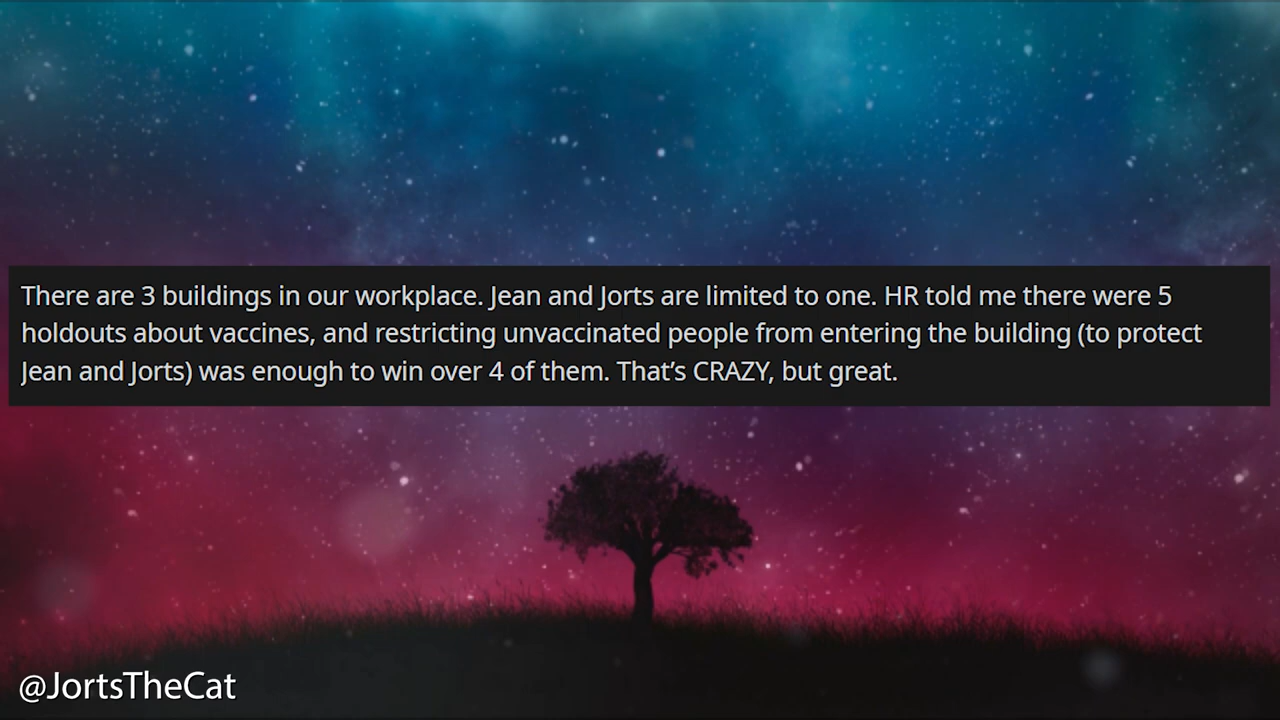 There are 3 buildings in our workplace. Jean and Jorts are limited to one. HR told me there were 5
holdouts about vaccines, and restricting unvaccinated people from entering the building (to protect
Jean and Jorts) was enough to win over 4 of them. That’s CRAZY, but great.
@JortsTheCat